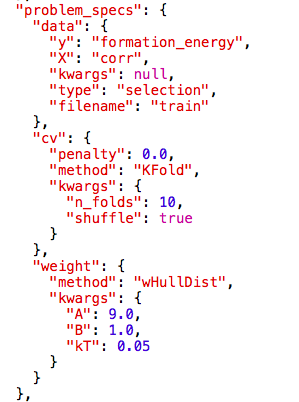 "problem_specs": {
  "data": {
    "y": "formation_energy",
    "X": "corr",
    "kwargs": null,
    "type": "selection",
    "filename": "train"
  },
  "cv": {
    "penalty": 0.0,
    "method": "KFold",
    "kwargs": {
      "n_folds": 10,
      "shuffle": true
    }
  },
  "weight": {
    "method": "wHullDist",
    "kwargs": {
      "A": 9.0,
      "B": 1.0,
      "kT": 0.05
    }
  }
},